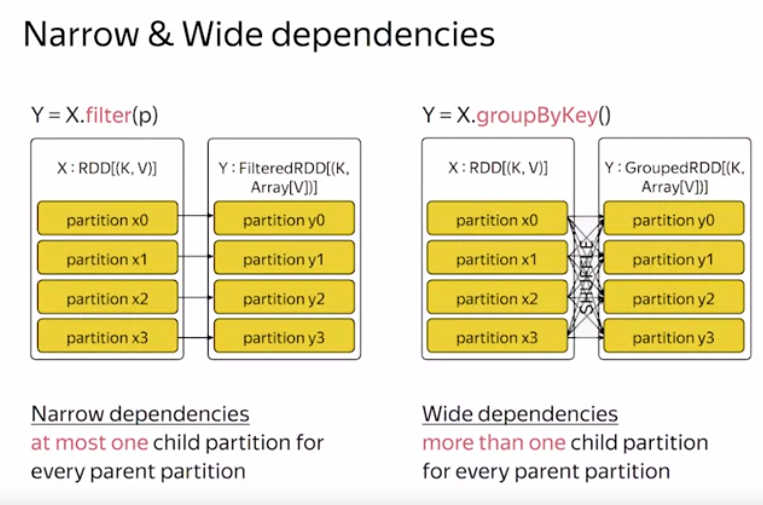 Narrow & Wide dependencies
Y = X.filter(p)
X : RDD[(K, V)]
Y : FilteredRDD[(K,
Array[V])]
partition x0
partition y0
partition x1
partition y1
partition x2
partition y2
partition x3
partition y3
Narrow dependencies
at most one child partition for
every parent partition
Y = X.groupByKey()
X : RDD[(K, V)]
Y : GroupedRDD[(K,
Array[V])]
partition x0
partition y0
partition x1
partition y1
partition x2
partition y2
partition x3
partition y3
SHUFFLE
Wide dependencies
more than one child partition
for every parent partition